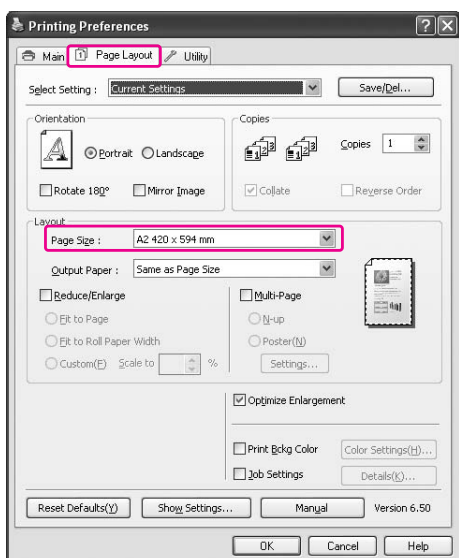 Printing Preferences
Main Page Layout Utility
Select Setting : Current Settings Save/Del...
Orientation
Portrait Landscape
Rotate 180° Mirror Image
Copies
Copies 1
Collate Reverse Order
Layout
Page Size : A2 420 x 594 mm
Output Paper : Same as Page Size
Reduce/Enlarge
Fit to Page
Fit to Roll Paper Width
Custom(F) Scale to %
Multi-Page
N-up
Poster(N)
Settings...
Optimize Enlargement
Print Bckg Color Color Settings(H)...
Job Settings Details(K)...
Reset Defaults(Y) Show Settings... Manual Version 6.50
OK Cancel Help